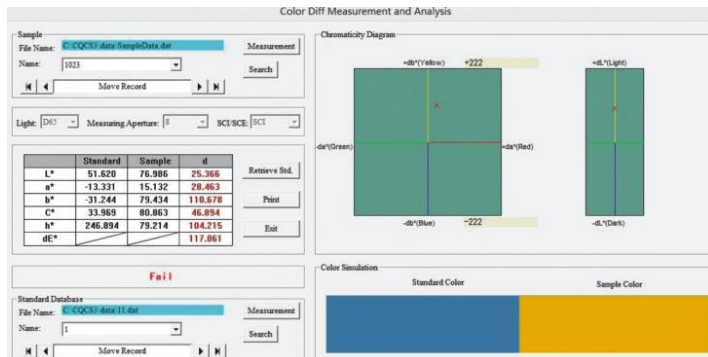 Color Diff Measurement and Analysis
Sample
File Name: C:\CQCS3\data\SampleData.dat Measurement
Name: 1023 Search
Move Record
Light: D65 Measuring Aperture: 8 SCI/SCE: SCI
Standard Sample d
L* 51.620 76.986 25.366
a* -13.331 15.132 28.463
b* -31.244 79.434 110.678
C* 33.969 80.863 46.894
h* 246.894 79.214 104.215
dE* 117.061
Retrieve Std.
Print
Exit
Fail
Standard Database
File Name: C:\CQCS3\data\11.dat Measurement
Name: 1 Search
Move Record
Chromaticity Diagram
+db*(Yellow) +222 +dL*(Light)
-da*(Green) +da*(Red)
-db*(Blue) -222 -dL*(Dark)
Color Simulation
Standard Color Sample Color